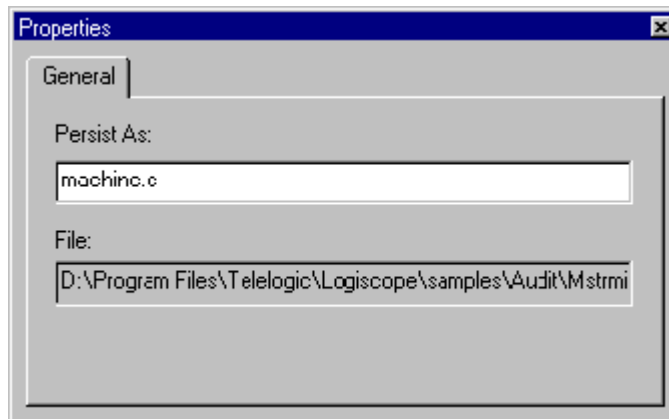 Properties
General
Persist As:
machine.c
File:
D:\Program Files\Telelogic\Logiscope\samples\Audit\Mstrmi